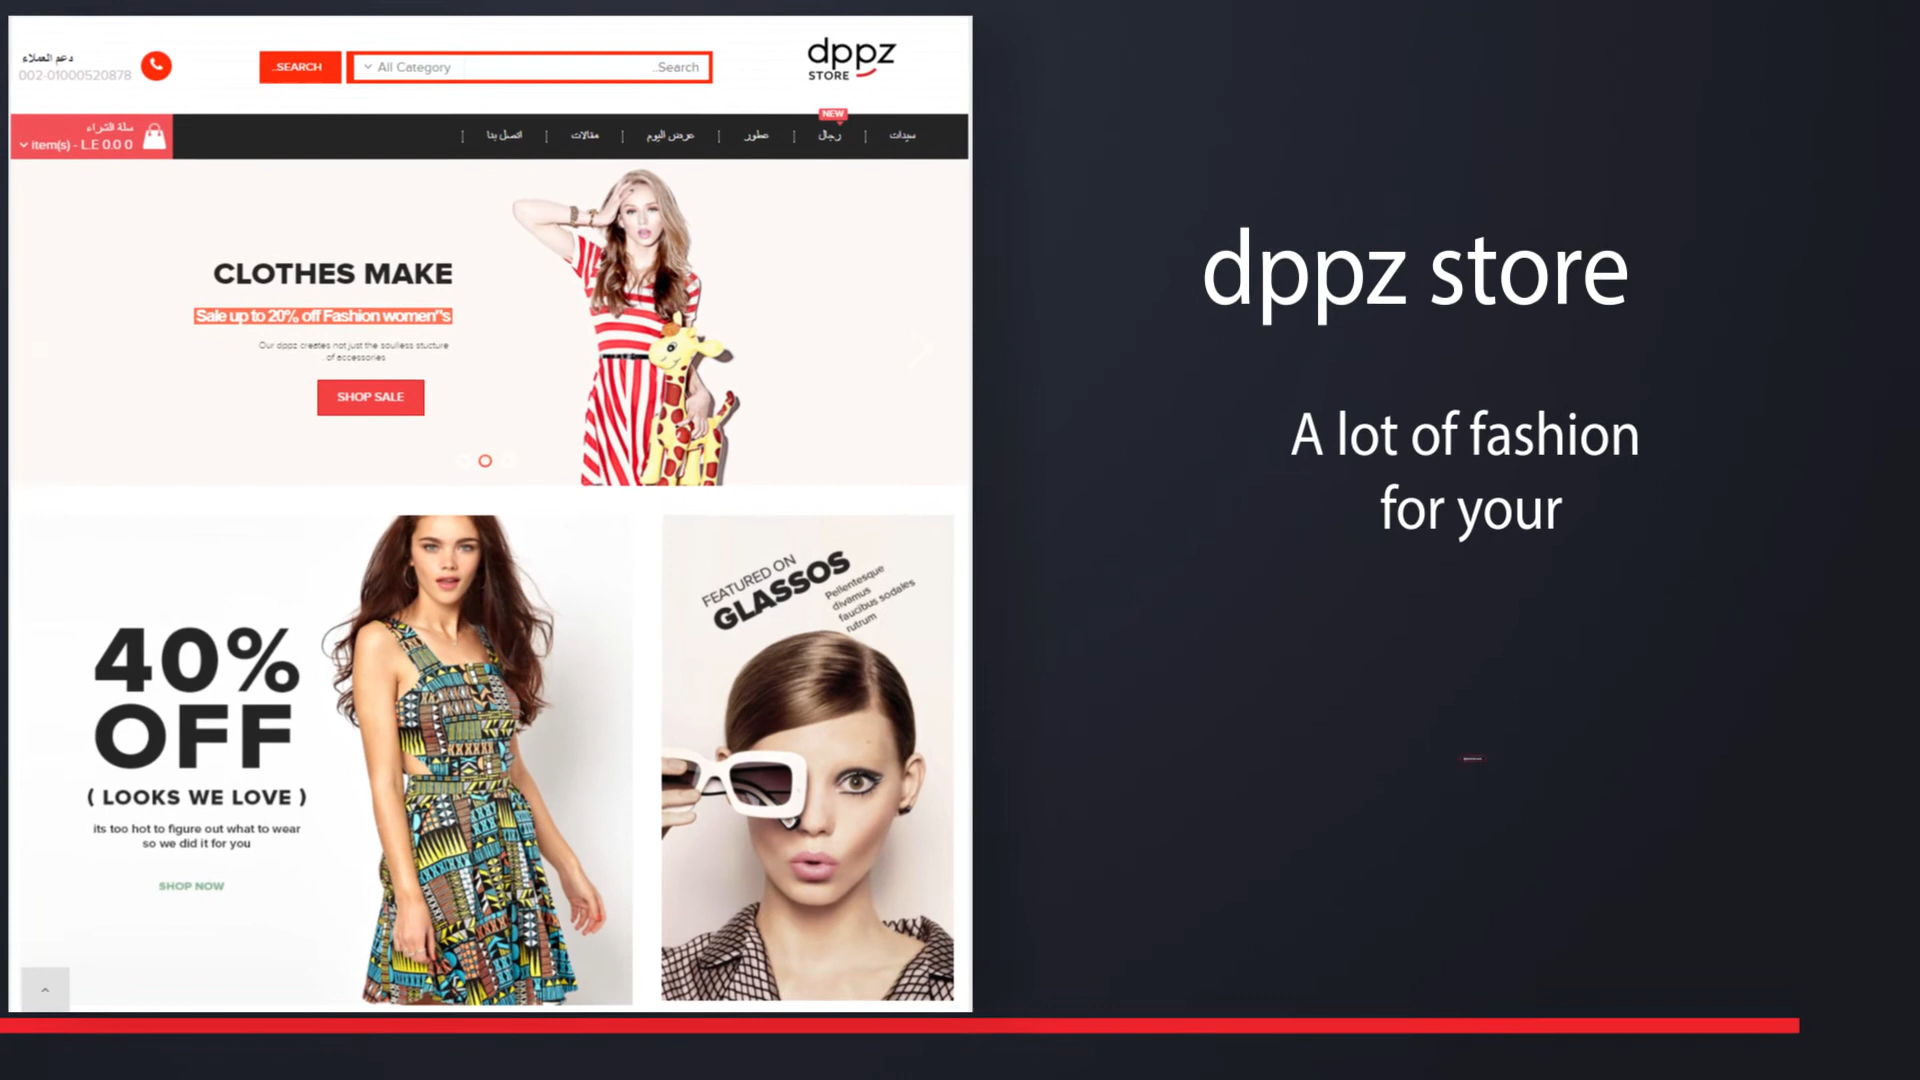 دعم العملاء
002-01000520878
..SEARCH
All Category
..Search
dppz
STORE
NEW
سلة الشراء
item(s) - L.E 0.0 0
سيدات
رجال
عطور
عرض اليوم
مقالات
اتصل بنا
CLOTHES MAKE
Sale up to 20% off Fashion women"s
Our dppz creates not just the soulless stucture
. of accessories
SHOP SALE
40%
OFF
( LOOKS WE LOVE )
its too hot to figure out what to wear
so we did it for you
SHOP NOW
FEATURED ON
GLASSOS
Pellentesque
divamus
faucibus sodales
rutrum
dppz store
A lot of fashion
for your